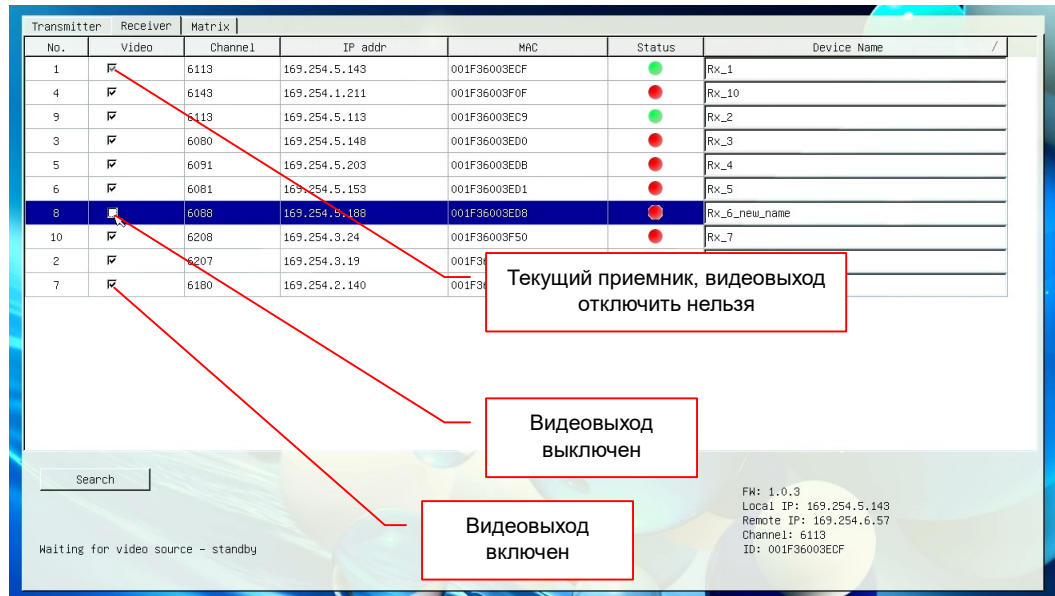 Transmitter Receiver Matrix
No. Video Channel IP addr MAC Status Device Name /
1 6113 169.254.5.143 001F36003ECF Rx_1
4 6143 169.254.1.211 001F36003F0F Rx_10
9 6113 169.254.5.113 001F36003EC9 Rx_2
3 6080 169.254.5.148 001F36003ED0 Rx_3
5 6091 169.254.5.203 001F36003EDB Rx_4
6 6081 169.254.5.153 001F36003ED1 Rx_5
8 6088 169.254.5.188 001F36003ED8 Rx_6_new_name
10 6208 169.254.3.24 001F36003F50 Rx_7
2 6207 169.254.3.19
7 6180 169.254.2.140
Текущий приемник, видеовыход
отключить нельзя
Видеовыход
выключен
Search
Видеовыход
включен
FW: 1.0.3
Local IP: 169.254.5.143
Remote IP: 169.254.6.57
Channel: 6113
ID: 001F36003ECF
Waiting for video source - standby